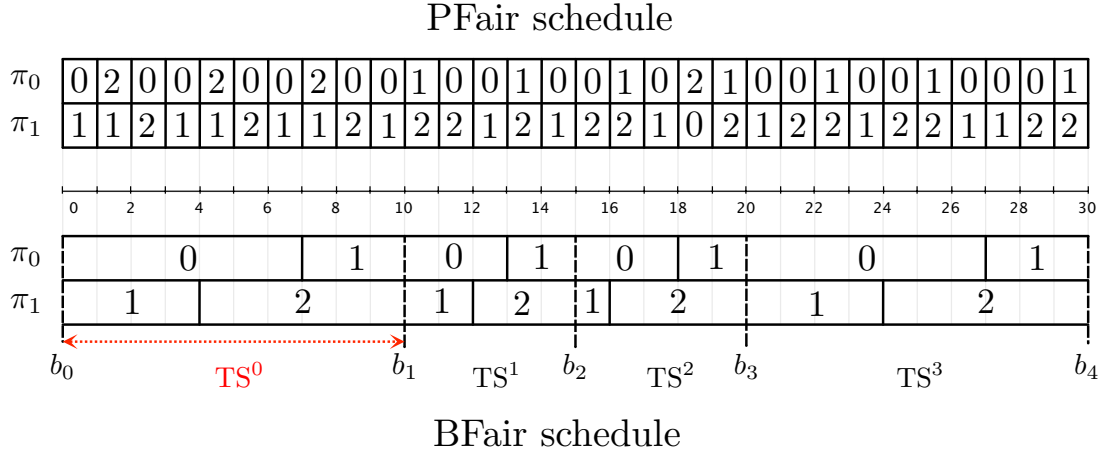 PFair schedule
π₀ 0 2 0 0 2 0 0 2 0 0 1 0 0 1 0 0 1 0 2 1 0 0 1 0 0 1 0 0 0 1
π₁ 1 1 2 1 1 2 1 1 2 1 2 2 1 2 1 2 2 1 0 2 1 2 2 1 2 2 1 1 2 2
0 2 4 6 8 10 12 14 16 18 20 22 24 26 28 30
π₀ 0 1 0 1 0 1 0 1
π₁ 1 2 1 2 1 2 1 2
b₀ TS⁰ b₁ TS¹ b₂ TS² b₃ TS³ b₄
BFair schedule